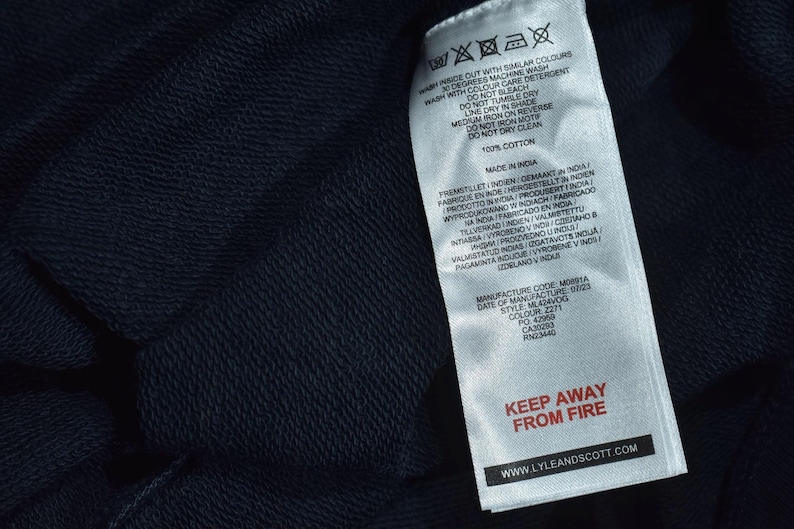 30
WASH INSIDE OUT WITH SIMILAR COLOURS
30 DEGREES MACHINE WASH
WASH WITH COLOUR CARE DETERGENT
DO NOT BLEACH
DO NOT TUMBLE DRY
LINE DRY IN SHADE
MEDIUM IRON ON REVERSE
DO NOT IRON MOTIF
DO NOT DRY CLEAN
100% COTTON
MADE IN INDIA
FREMSTILLET I INDIEN / GEMAAKT IN INDIA /
FABRIQUÉ EN INDE / HERGESTELLT IN INDIEN
/ PRODOTTO IN INDIA / PRODUSERT I INDIA /
WYPRODUKOWANO W INDIACH / FABRICADO
NA INDIA / FABRICADO EN INDIA /
TILLVERKAD I INDIEN / VALMISTETTU
INTIASSA / VYROBENO V INDII / СДЕЛАНО В
ИНДИИ / PROIZVEDNO U INDIJI /
VALMISTATUD INDIAS / IZGATAVOTS INDIJĀ /
PAGAMINTA INDIJOJE / VYROBENÉ V INDII /
IZDELANO V INDIJI
MANUFACTURE CODE: M0891A
DATE OF MANUFACTURE: 07/23
STYLE: ML424VOG
COLOUR: Z271
PO: 42959
CA30293
RN23440
KEEP AWAY
FROM FIRE
WWW.LYLEANDSCOTT.COM